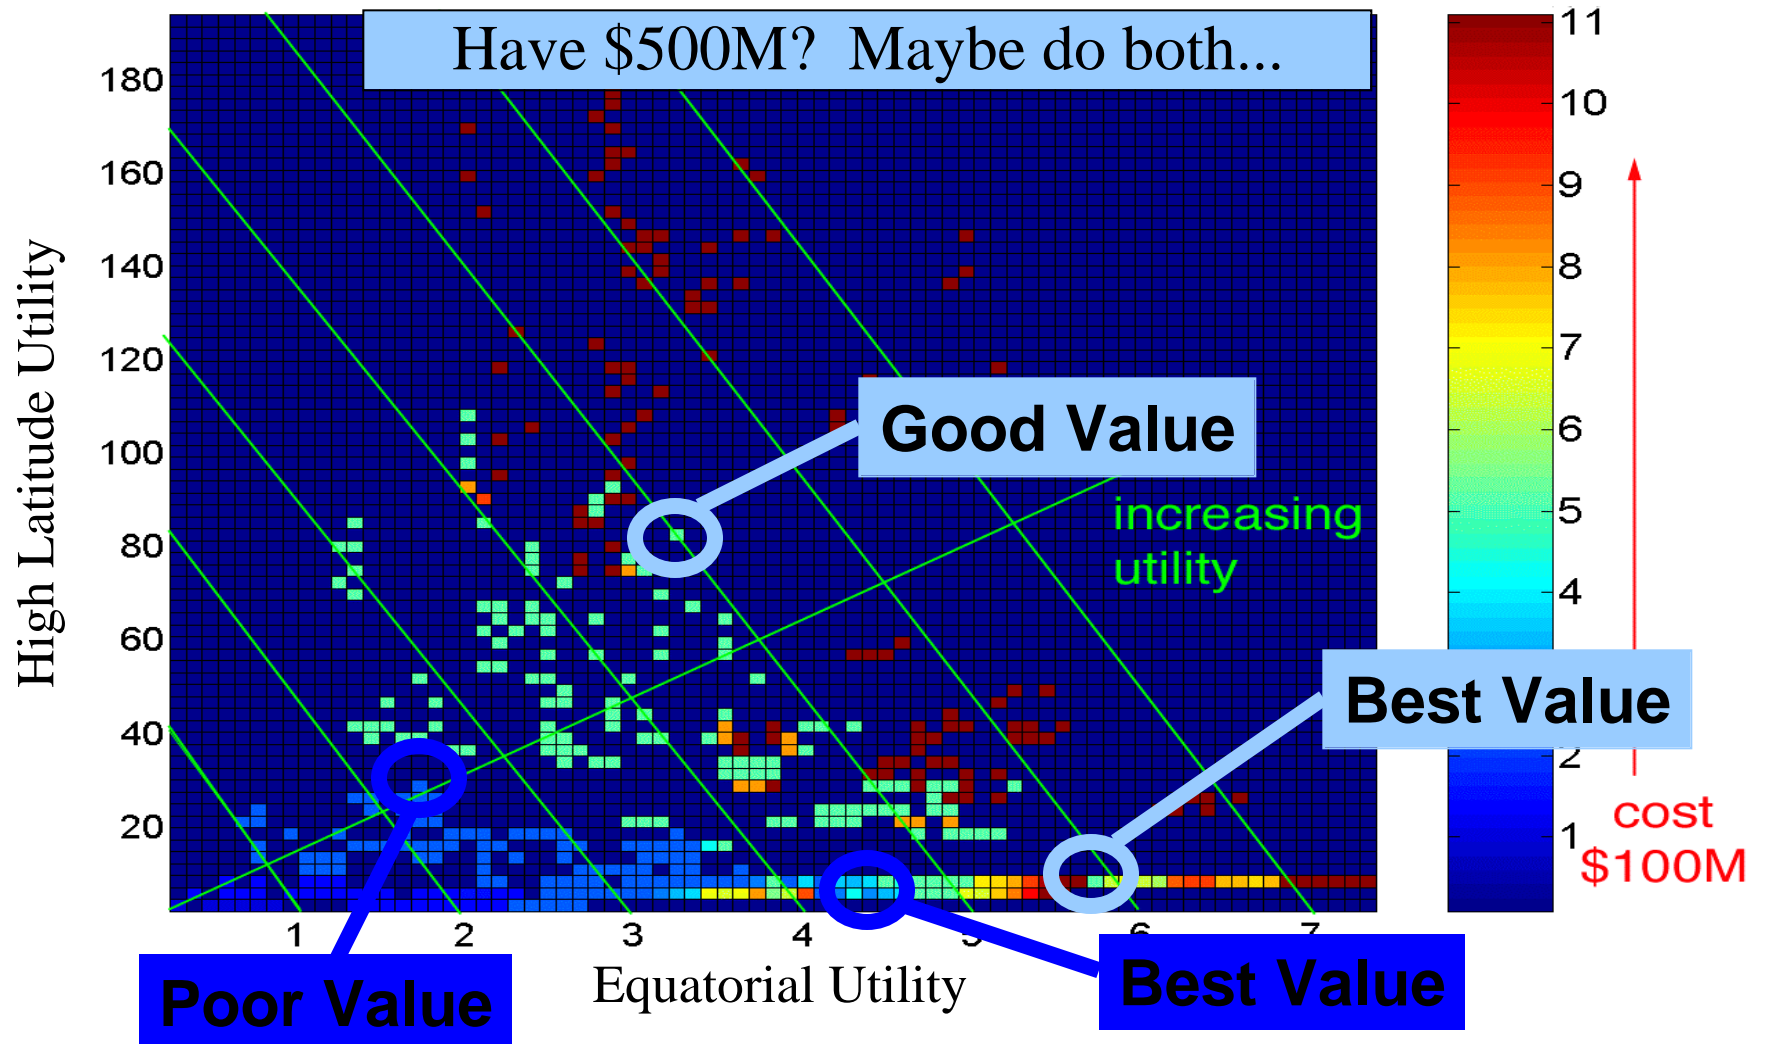 Have $500M?  Maybe do both...
High Latitude Utility
180
160
140
120
100
80
60
40
20
Good Value
increasing
utility
Best Value
11
10
9
8
7
6
5
4
2
1
cost
$100M
1
2
3
4
5
6
7
Equatorial Utility
Poor Value
Best Value